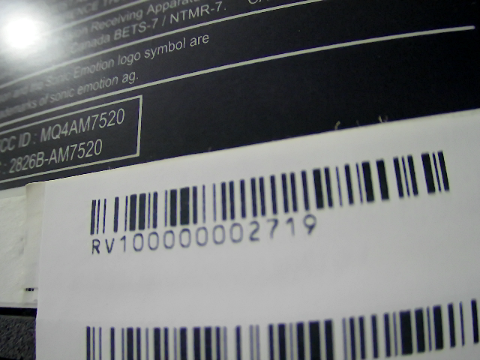 n Receiving Appara
Canada BETS-7 / NTMR-7.
and the Sonic Emotion logo symbol are
demarks of sonic emotion ag.
CC ID : MQ4AM7520
: 2826B-AM7520
RV100000002719